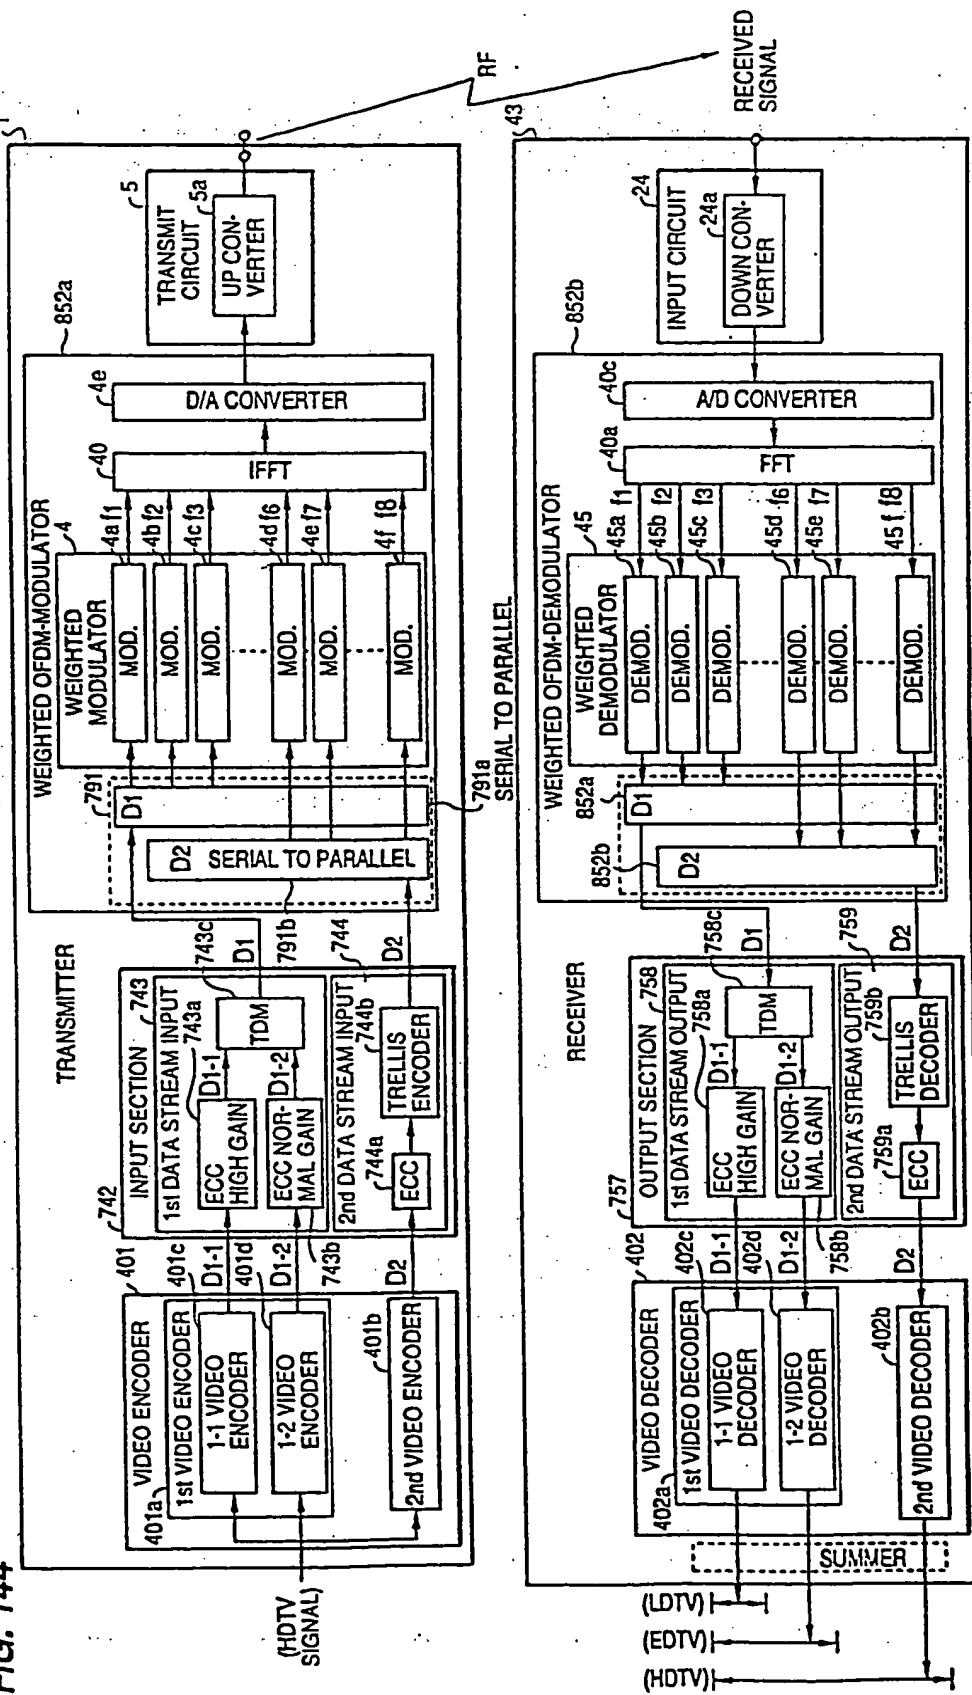 FIG. 144
1
TRANSMITTER
(HDTV
SIGNAL)
VIDEO ENCODER
401
401a
1st VIDEO ENCODER
401c
1-1 VIDEO
ENCODER
401d
1-2 VIDEO
ENCODER
401b
2nd VIDEO ENCODER
D1-1
D1-2
D2
742
INPUT SECTION
743
1st DATA STREAM INPUT
743a
ECC
HIGH GAIN
D1-1
743c
TDM
ECC NOR-
MAL GAIN
D1-2
743b
744
2nd DATA STREAM INPUT
744a
ECC
744b
TRELLIS
ENCODER
D1
D2
WEIGHTED OFDM-MODULATOR
852a
791
D1
D2
SERIAL TO PARALLEL
791b
791a
SERIAL TO PARALLEL
WEIGHTED
MODULATOR
4
MOD.
4a
f1
MOD.
4b
f2
MOD.
4c
f3
MOD.
4d
f6
MOD.
4e
f7
MOD.
4f
f8
40
IFFT
4e
D/A CONVERTER
TRANSMIT
CIRCUIT
5
5a
UP CON-
VERTER
RF
RECEIVED
SIGNAL
43
RECEIVER
INPUT CIRCUIT
24
24a
DOWN CON-
VERTER
WEIGHTED OFDM-DEMODULATOR
852b
40c
A/D CONVERTER
40a
FFT
WEIGHTED
DEMODULATOR
45
DEMOD.
45a
f1
DEMOD.
45b
f2
DEMOD.
45c
f3
DEMOD.
45d
f6
DEMOD.
45e
f7
DEMOD.
45f
f8
852a
D1
852b
D2
D1
D2
757
OUTPUT SECTION
758
1st DATA STREAM OUTPUT
758a
ECC
HIGH GAIN
D1-1
758c
TDM
ECC NOR-
MAL GAIN
D1-2
758b
759
2nd DATA STREAM OUTPUT
759a
ECC
759b
TRELLIS
DECODER
D1-1
D1-2
D2
VIDEO DECODER
402
402a
1st VIDEO DECODER
402c
1-1 VIDEO
DECODER
402d
1-2 VIDEO
DECODER
402b
2nd VIDEO DECODER
SUMMER
(LDTV)
(EDTV)
(HDTV)